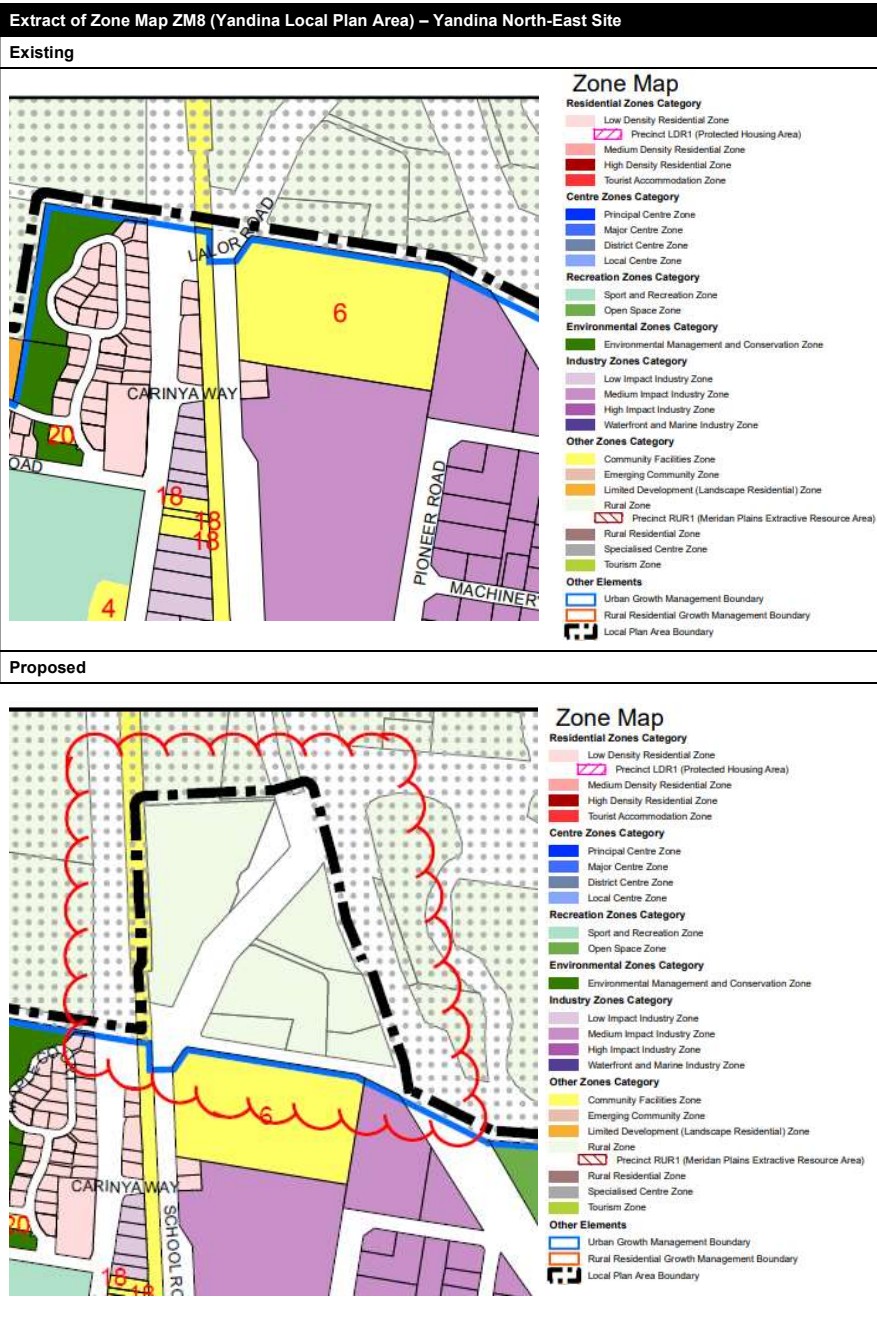 Extract of Zone Map ZM8 (Yandina Local Plan Area) – Yandina North-East Site
Existing
LALOR ROAD
6
CARINYA WAY
20
OAD
18
18
18
4
PIONEER ROAD
MACHINER
Zone Map
Residential Zones Category
Low Density Residential Zone
Precinct LDR1 (Protected Housing Area)
Medium Density Residential Zone
High Density Residential Zone
Tourist Accommodation Zone
Centre Zones Category
Principal Centre Zone
Major Centre Zone
District Centre Zone
Local Centre Zone
Recreation Zones Category
Sport and Recreation Zone
Open Space Zone
Environmental Zones Category
Environmental Management and Conservation Zone
Industry Zones Category
Low Impact Industry Zone
Medium Impact Industry Zone
High Impact Industry Zone
Waterfront and Marine Industry Zone
Other Zones Category
Community Facilities Zone
Emerging Community Zone
Limited Development (Landscape Residential) Zone
Rural Zone
Precinct RUR1 (Meridan Plains Extractive Resource Area)
Rural Residential Zone
Specialised Centre Zone
Tourism Zone
Other Elements
Urban Growth Management Boundary
Rural Residential Growth Management Boundary
Local Plan Area Boundary
Proposed
6
CARINYA WAY
20
SCHOOL RO
18
18
Zone Map
Residential Zones Category
Low Density Residential Zone
Precinct LDR1 (Protected Housing Area)
Medium Density Residential Zone
High Density Residential Zone
Tourist Accommodation Zone
Centre Zones Category
Principal Centre Zone
Major Centre Zone
District Centre Zone
Local Centre Zone
Recreation Zones Category
Sport and Recreation Zone
Open Space Zone
Environmental Zones Category
Environmental Management and Conservation Zone
Industry Zones Category
Low Impact Industry Zone
Medium Impact Industry Zone
High Impact Industry Zone
Waterfront and Marine Industry Zone
Other Zones Category
Community Facilities Zone
Emerging Community Zone
Limited Development (Landscape Residential) Zone
Rural Zone
Precinct RUR1 (Meridan Plains Extractive Resource Area)
Rural Residential Zone
Specialised Centre Zone
Tourism Zone
Other Elements
Urban Growth Management Boundary
Rural Residential Growth Management Boundary
Local Plan Area Boundary